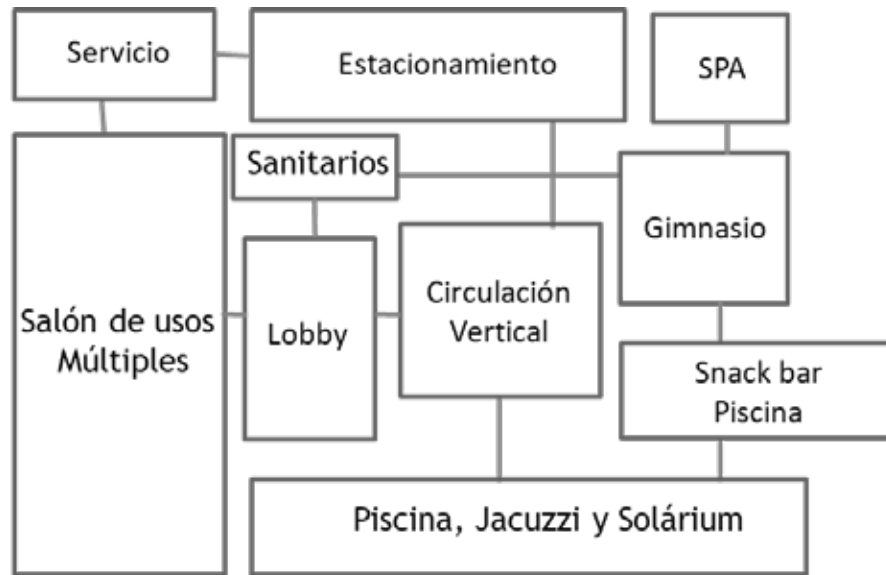 Servicio
Estacionamiento
SPA
Sanitarios
Gimnasio
Salón de usos
Múltiples
Lobby
Circulación
Vertical
Snack bar
Piscina
Piscina, Jacuzzi y Solárium